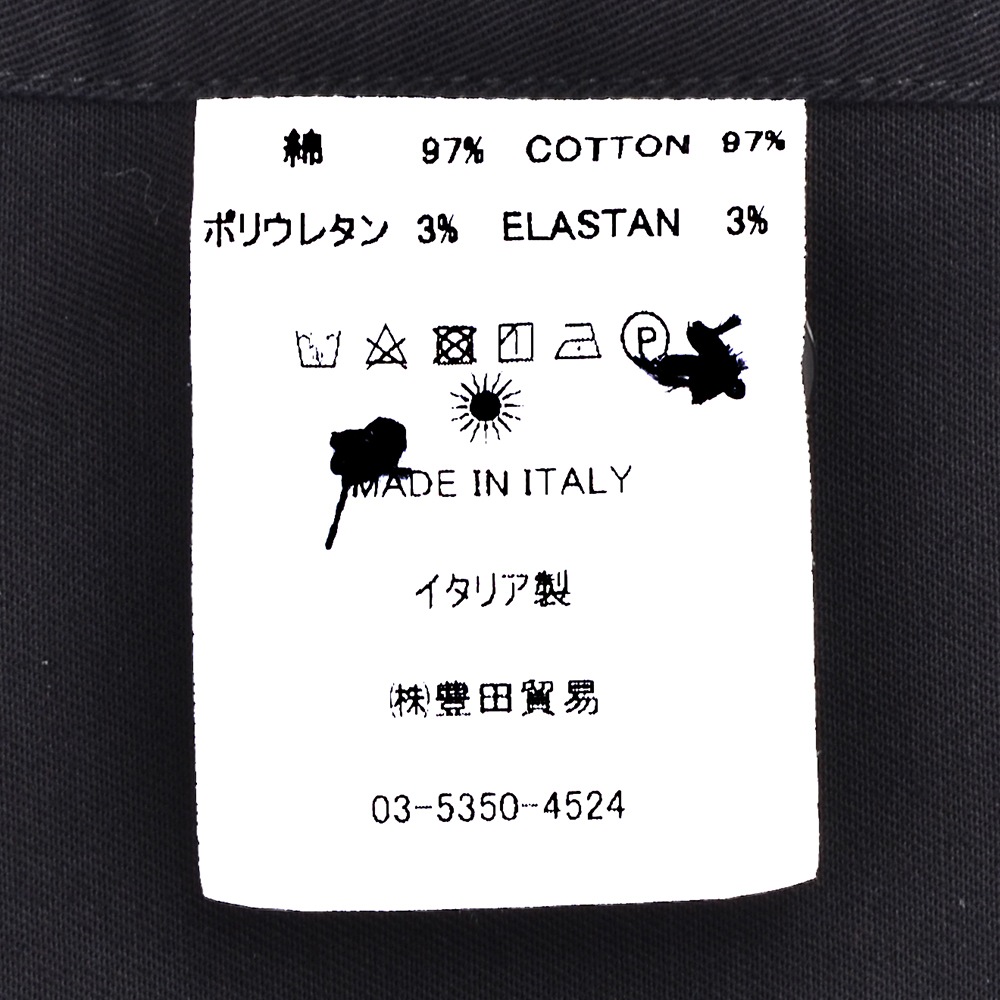 綿 97% COTTON 97%
ポリウレタン 3% ELASTAN 3%
P
MADE IN ITALY
イタリア製
㈱豊田貿易
03-5350-4524